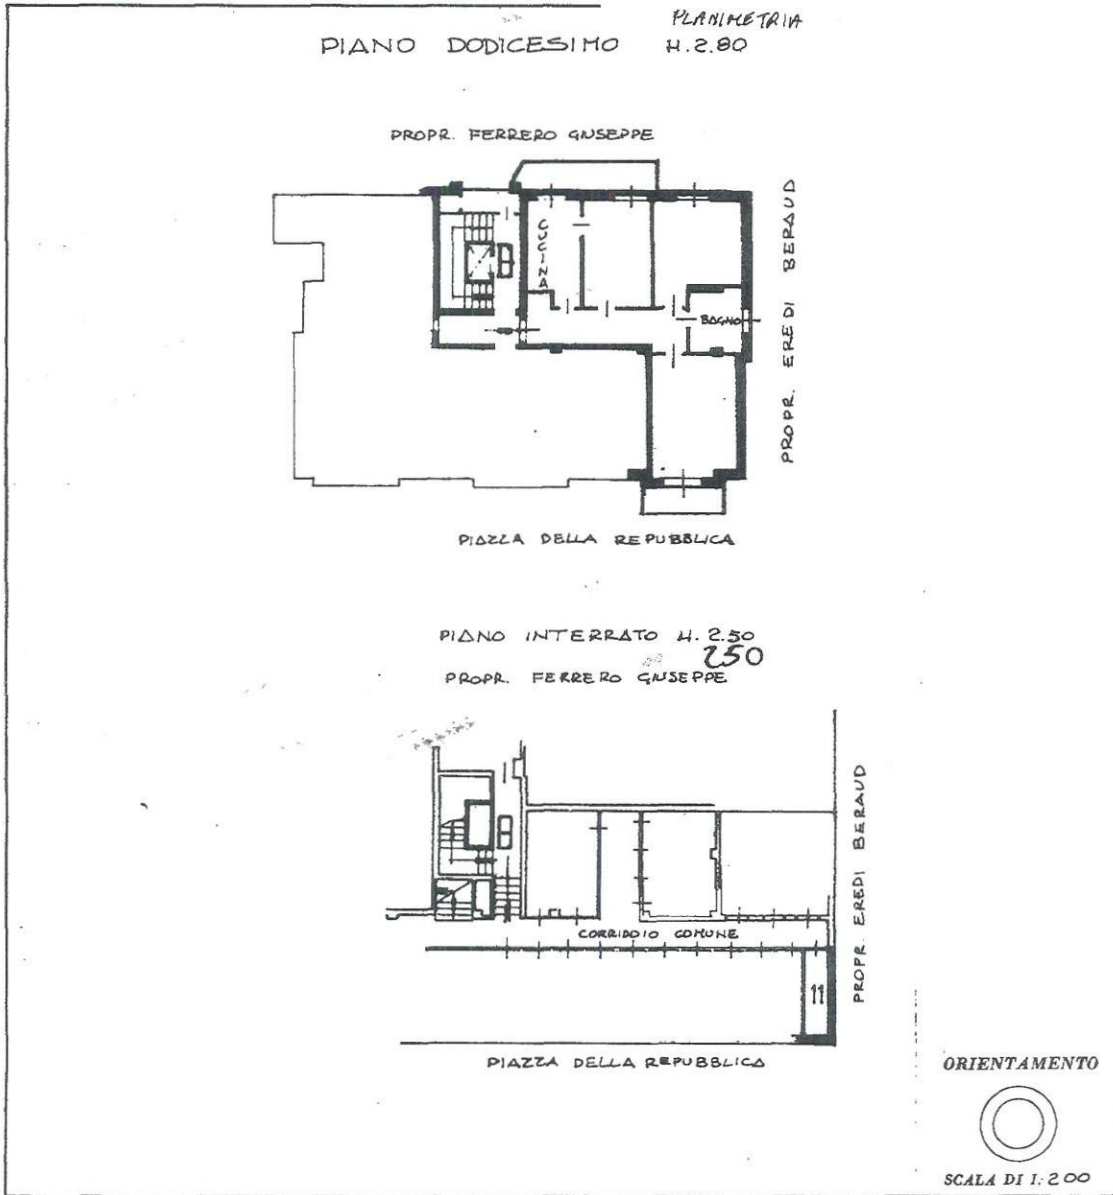 PLANIMETRIA
PIANO DODICESIMO H. 2.80
PROPR. FERRERO GIUSEPPE
CUCINA
BAGNO
PROPR. EREDI BERAUD
PIAZZA DELLA REPUBBLICA
PIANO INTERRATO H. 2.50
250
PROPR. FERRERO GIUSEPPE
PROPR. EREDI BERAUD
CORRIDOIO COMUNE
11
PIAZZA DELLA REPUBBLICA
ORIENTAMENTO
SCALA DI 1:200